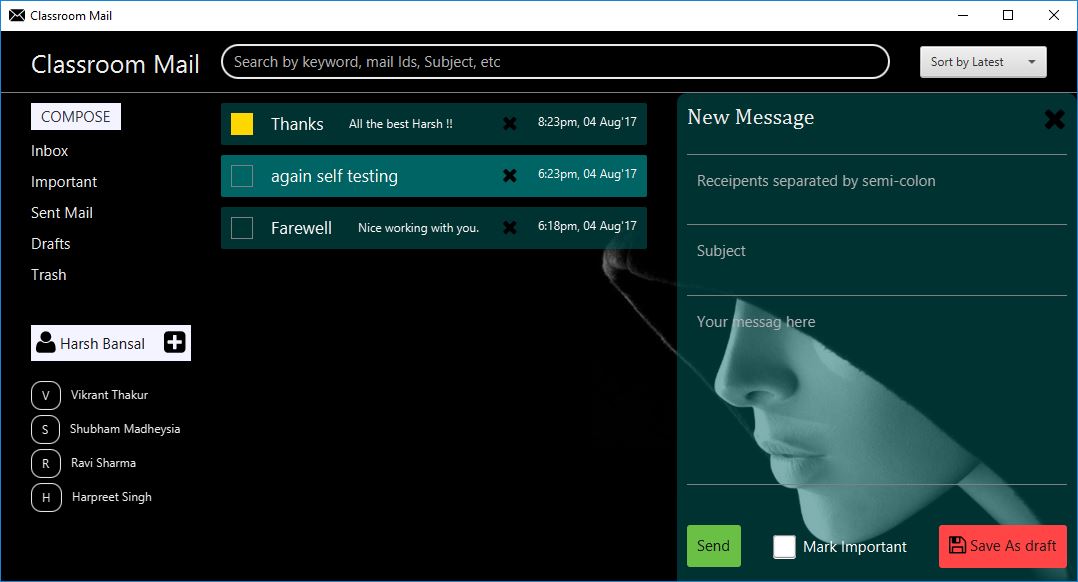 Classroom Mail
Classroom Mail
Search by keyword, mail Ids, Subject, etc
Sort by Latest
COMPOSE
Inbox
Important
Sent Mail
Drafts
Trash
Harsh Bansal
V Vikrant Thakur
S Shubham Madheysia
R Ravi Sharma
H Harpreet Singh
Thanks All the best Harsh !! 8:23pm, 04 Aug'17
again self testing 6:23pm, 04 Aug'17
Farewell Nice working with you. 6:18pm, 04 Aug'17
New Message
Receipents separated by semi-colon
Subject
Your messag here
Send Mark Important Save As draft